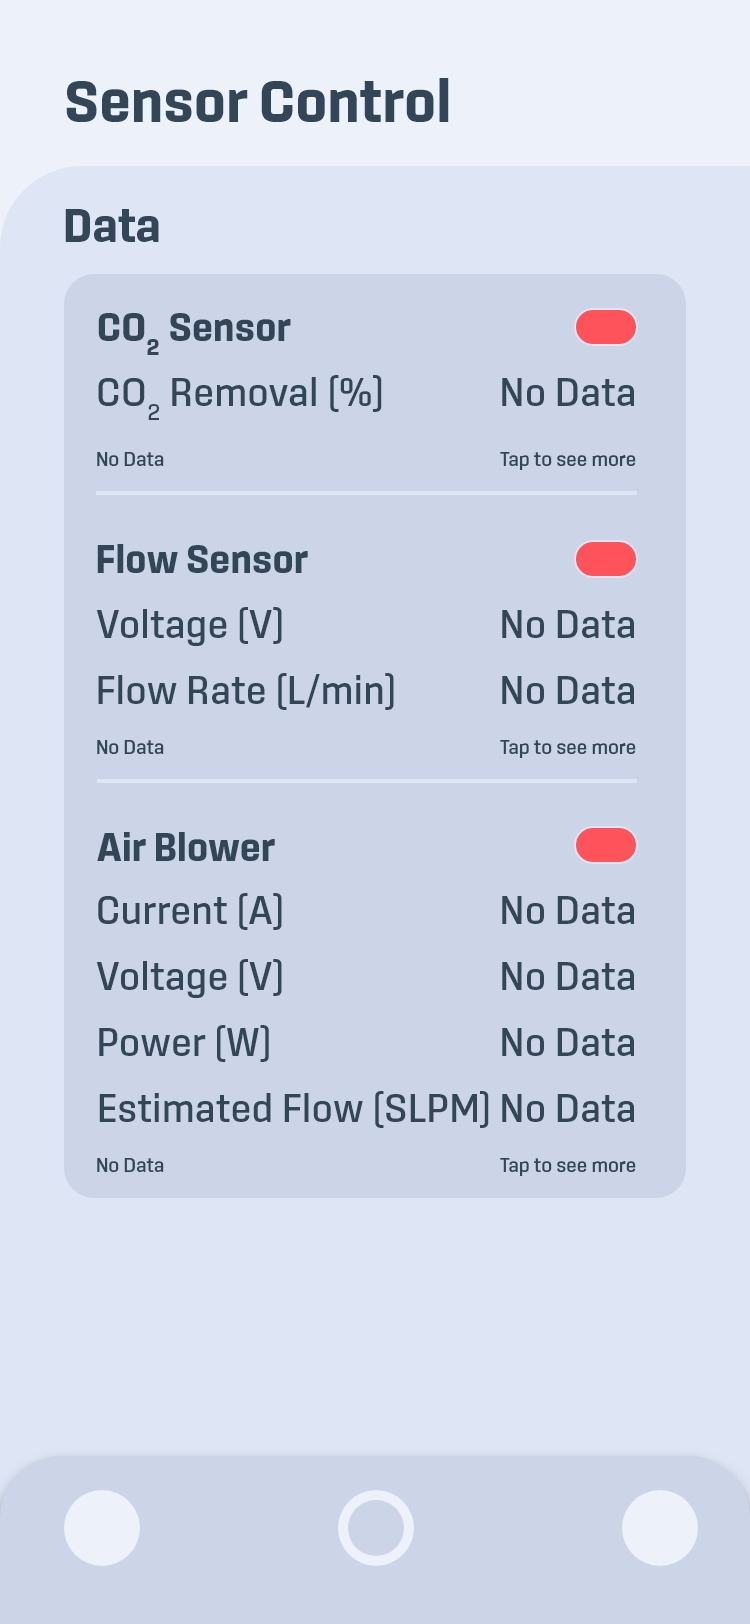 Sensor Control
Data
CO₂ Sensor
CO₂ Removal (%) No Data
No Data Tap to see more
Flow Sensor
Voltage (V) No Data
Flow Rate (L/min) No Data
No Data Tap to see more
Air Blower
Current (A) No Data
Voltage (V) No Data
Power (W) No Data
Estimated Flow (SLPM) No Data
No Data Tap to see more